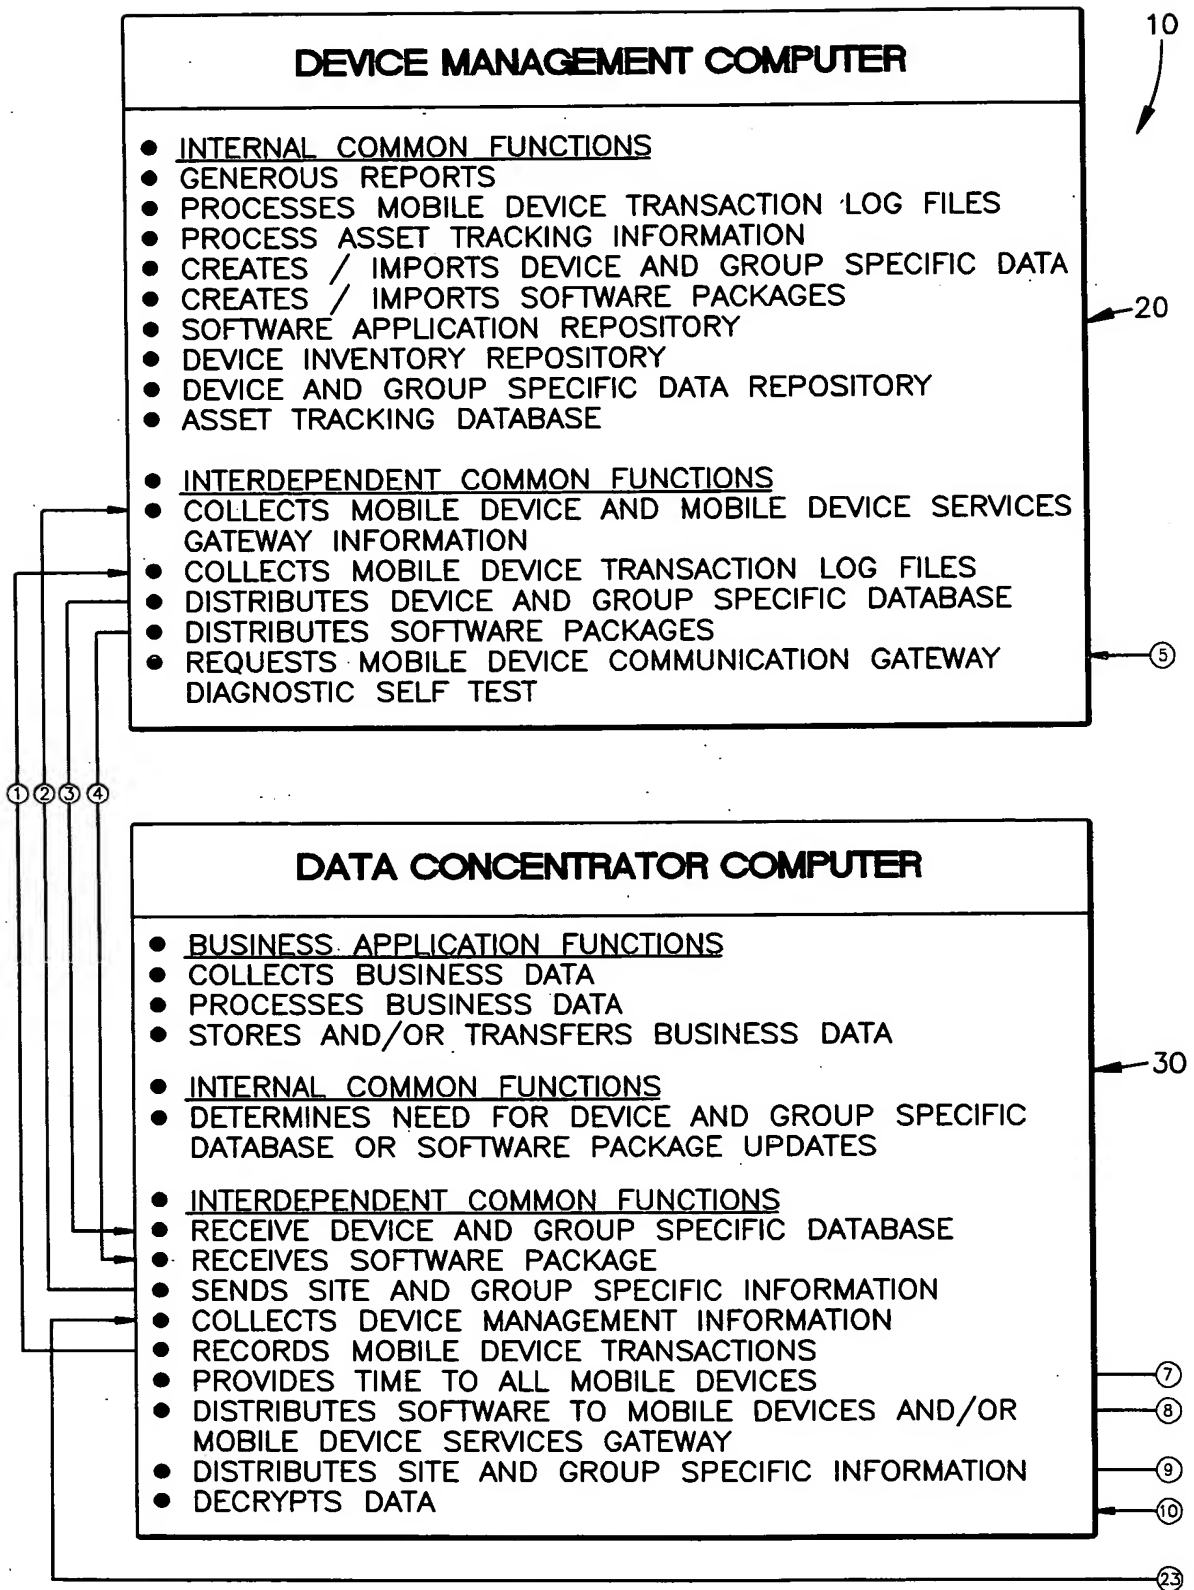 10
DEVICE MANAGEMENT COMPUTER
● INTERNAL COMMON FUNCTIONS
● GENEROUS REPORTS
● PROCESSES MOBILE DEVICE TRANSACTION LOG FILES
● PROCESS ASSET TRACKING INFORMATION
● CREATES / IMPORTS DEVICE AND GROUP SPECIFIC DATA
● CREATES / IMPORTS SOFTWARE PACKAGES
● SOFTWARE APPLICATION REPOSITORY
● DEVICE INVENTORY REPOSITORY
● DEVICE AND GROUP SPECIFIC DATA REPOSITORY
● ASSET TRACKING DATABASE
20
● INTERDEPENDENT COMMON FUNCTIONS
● COLLECTS MOBILE DEVICE AND MOBILE DEVICE SERVICES
GATEWAY INFORMATION
● COLLECTS MOBILE DEVICE TRANSACTION LOG FILES
● DISTRIBUTES DEVICE AND GROUP SPECIFIC DATABASE
● DISTRIBUTES SOFTWARE PACKAGES
● REQUESTS MOBILE DEVICE COMMUNICATION GATEWAY
DIAGNOSTIC SELF TEST
5
1 2 3 4
DATA CONCENTRATOR COMPUTER
● BUSINESS APPLICATION FUNCTIONS
● COLLECTS BUSINESS DATA
● PROCESSES BUSINESS DATA
● STORES AND/OR TRANSFERS BUSINESS DATA
30
● INTERNAL COMMON FUNCTIONS
● DETERMINES NEED FOR DEVICE AND GROUP SPECIFIC
DATABASE OR SOFTWARE PACKAGE UPDATES
● INTERDEPENDENT COMMON FUNCTIONS
● RECEIVE DEVICE AND GROUP SPECIFIC DATABASE
● RECEIVES SOFTWARE PACKAGE
● SENDS SITE AND GROUP SPECIFIC INFORMATION
● COLLECTS DEVICE MANAGEMENT INFORMATION
● RECORDS MOBILE DEVICE TRANSACTIONS
● PROVIDES TIME TO ALL MOBILE DEVICES
7
● DISTRIBUTES SOFTWARE TO MOBILE DEVICES AND/OR
8
MOBILE DEVICE SERVICES GATEWAY
● DISTRIBUTES SITE AND GROUP SPECIFIC INFORMATION
9
● DECRYPTS DATA
10
23